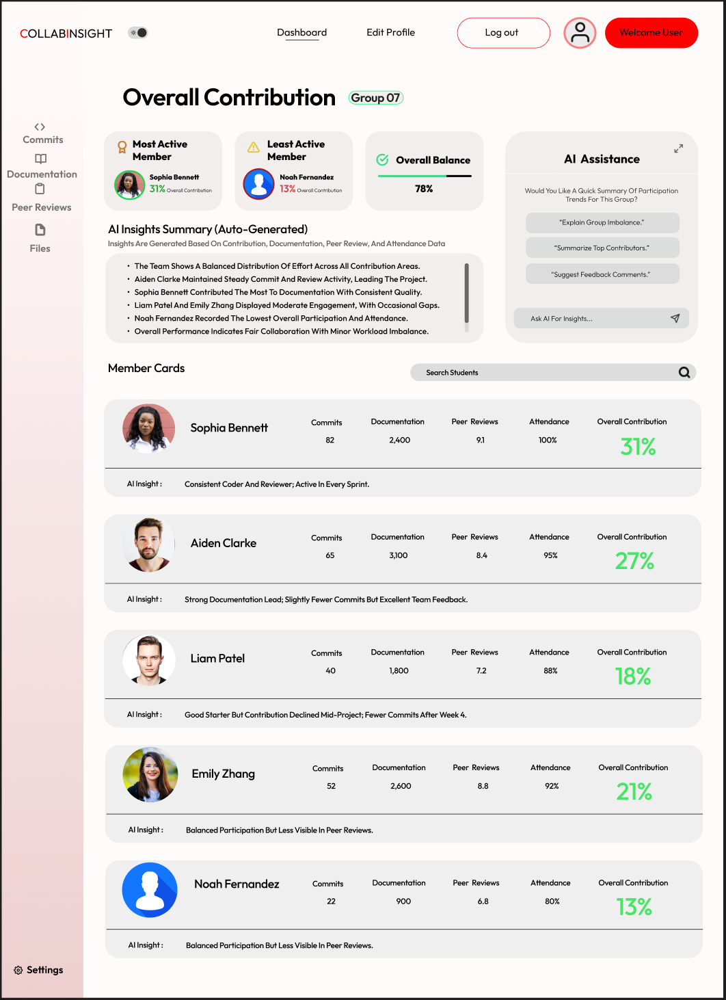 COLLABINSIGHT
Dashboard
Edit Profile
Log out
Welcome User
Commits
Documentation
Peer Reviews
Files
Settings
Overall Contribution
Group 07
Most Active
Member
Sophia Bennett
31% Overall Contribution
Least Active
Member
Noah Fernandez
13% Overall Contribution
Overall Balance
78%
AI Insights Summary (Auto-Generated)
Insights Are Generated Based On Contribution, Documentation, Peer Review, And Attendance Data
• The Team Shows A Balanced Distribution Of Effort Across All Contribution Areas.
• Aiden Clarke Maintained Steady Commit And Review Activity, Leading The Project.
• Sophia Bennett Contributed The Most To Documentation With Consistent Quality.
• Liam Patel And Emily Zhang Displayed Moderate Engagement, With Occasional Gaps.
• Noah Fernandez Recorded The Lowest Overall Participation And Attendance.
• Overall Performance Indicates Fair Collaboration With Minor Workload Imbalance.
AI Assistance
Would You Like A Quick Summary Of Participation
Trends For This Group?
“Explain Group Imbalance.”
“Summarize Top Contributors.”
“Suggest Feedback Comments.”
Ask AI For Insights...
Member Cards
Search Students
Sophia Bennett
Commits Documentation Peer Reviews Attendance Overall Contribution
82 2,400 9.1 100% 31%
AI Insight : Consistent Coder And Reviewer; Active In Every Sprint.
Aiden Clarke
Commits Documentation Peer Reviews Attendance Overall Contribution
65 3,100 8.4 95% 27%
AI Insight : Strong Documentation Lead; Slightly Fewer Commits But Excellent Team Feedback.
Liam Patel
Commits Documentation Peer Reviews Attendance Overall Contribution
40 1,800 7.2 88% 18%
AI Insight : Good Starter But Contribution Declined Mid-Project; Fewer Commits After Week 4.
Emily Zhang
Commits Documentation Peer Reviews Attendance Overall Contribution
52 2,600 8.8 92% 21%
AI Insight : Balanced Participation But Less Visible In Peer Reviews.
Noah Fernandez
Commits Documentation Peer Reviews Attendance Overall Contribution
22 900 6.8 80% 13%
AI Insight : Balanced Participation But Less Visible In Peer Reviews.